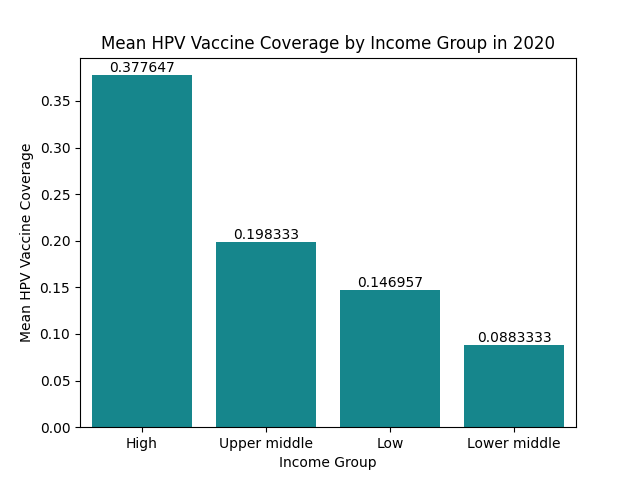 Mean HPV Vaccine Coverage by Income Group in 2020
0.377647
0.198333
0.146957
0.0883333
0.35
0.30
0.25
0.20
0.15
0.10
0.05
0.00
Mean HPV Vaccine Coverage
High
Upper middle
Low
Lower middle
Income Group